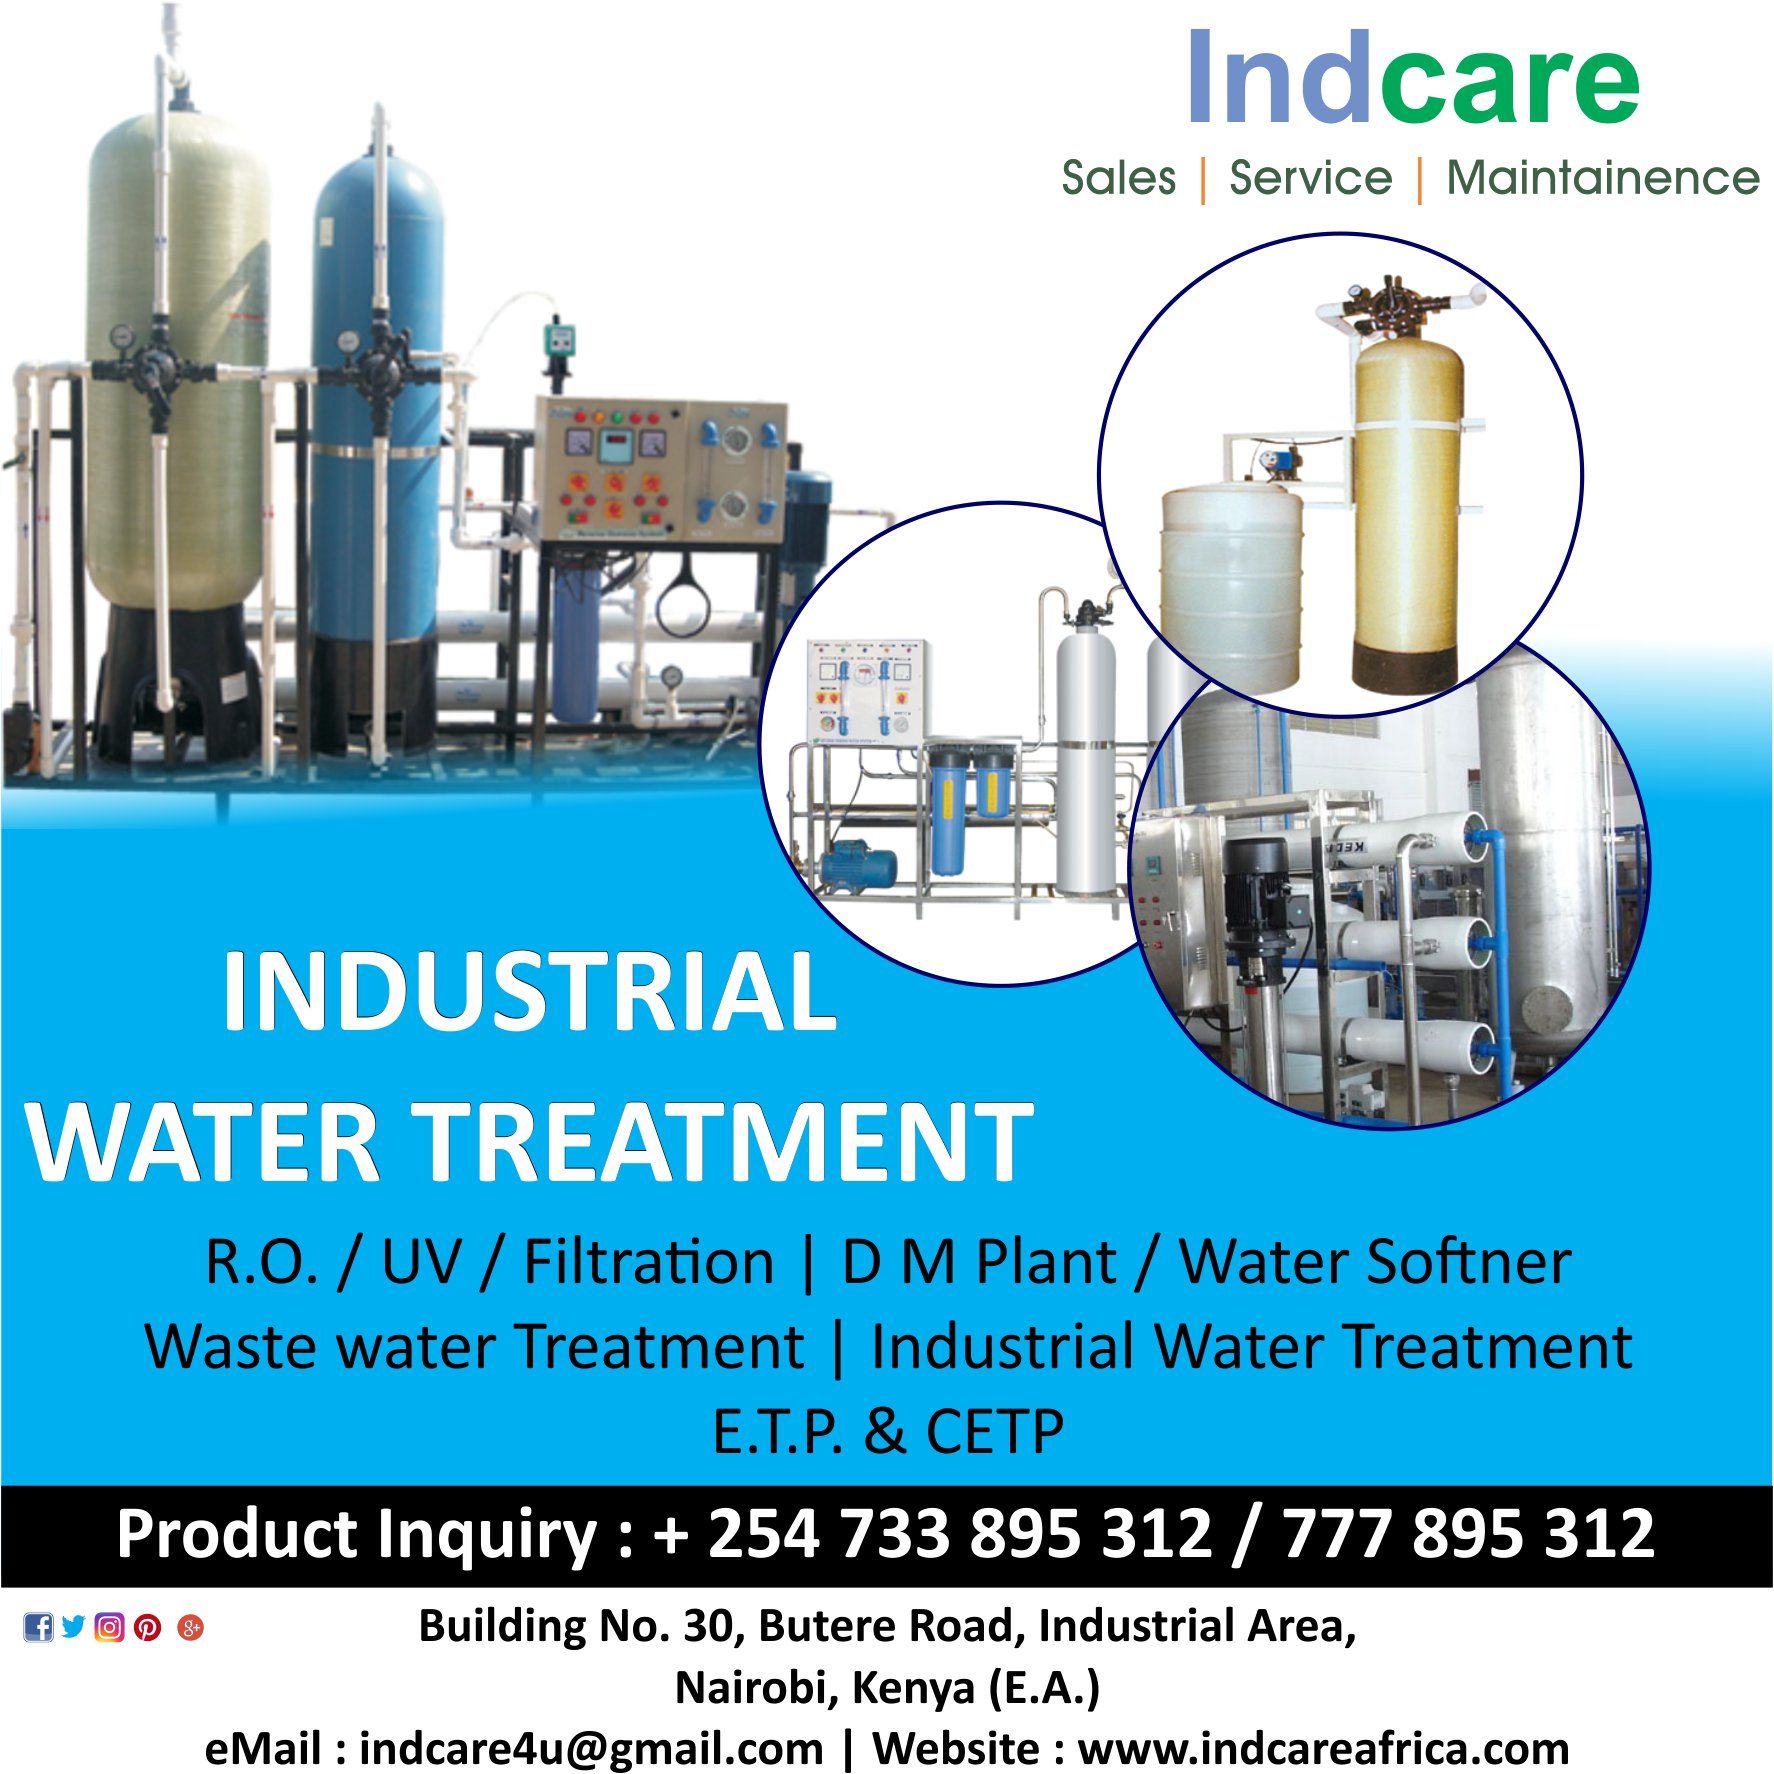 Indcare
Sales | Service | Maintainence
INDUSTRIAL
WATER TREATMENT
R.O. / UV / Filtration | D M Plant / Water Softner
Waste water Treatment | Industrial Water Treatment
E.T.P. & CETP
Product Inquiry : + 254 733 895 312 / 777 895 312
Building No. 30, Butere Road, Industrial Area,
Nairobi, Kenya (E.A.)
eMail : indcare4u@gmail.com | Website : www.indcareafrica.com